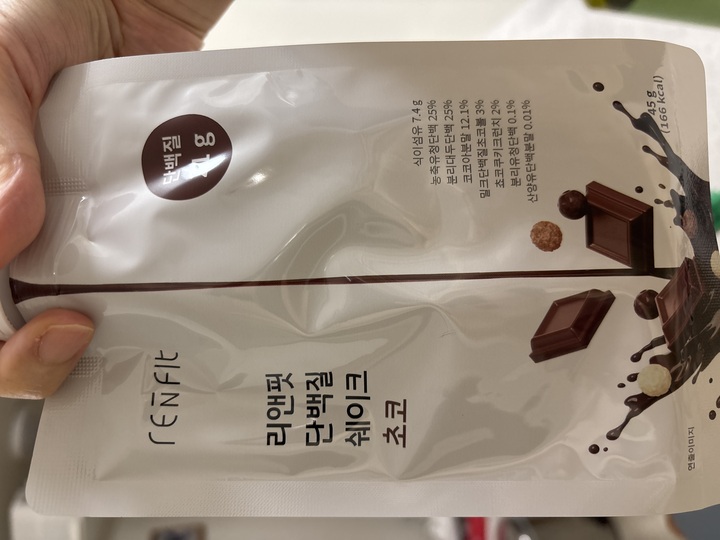 rēnFit
리앤핏
단백질
쉐이크
초코
단백질
21 g
식이섬유 7.4 g
농축유청단백 25%
분리대두단백 25%
코코아분말 12.1%
밀크단백질초코볼 3%
초코쿠키크런치 2%
분리유청단백 0.1%
산양유단백분말 0.01%
45 g
(166 kcal)
연출이미지